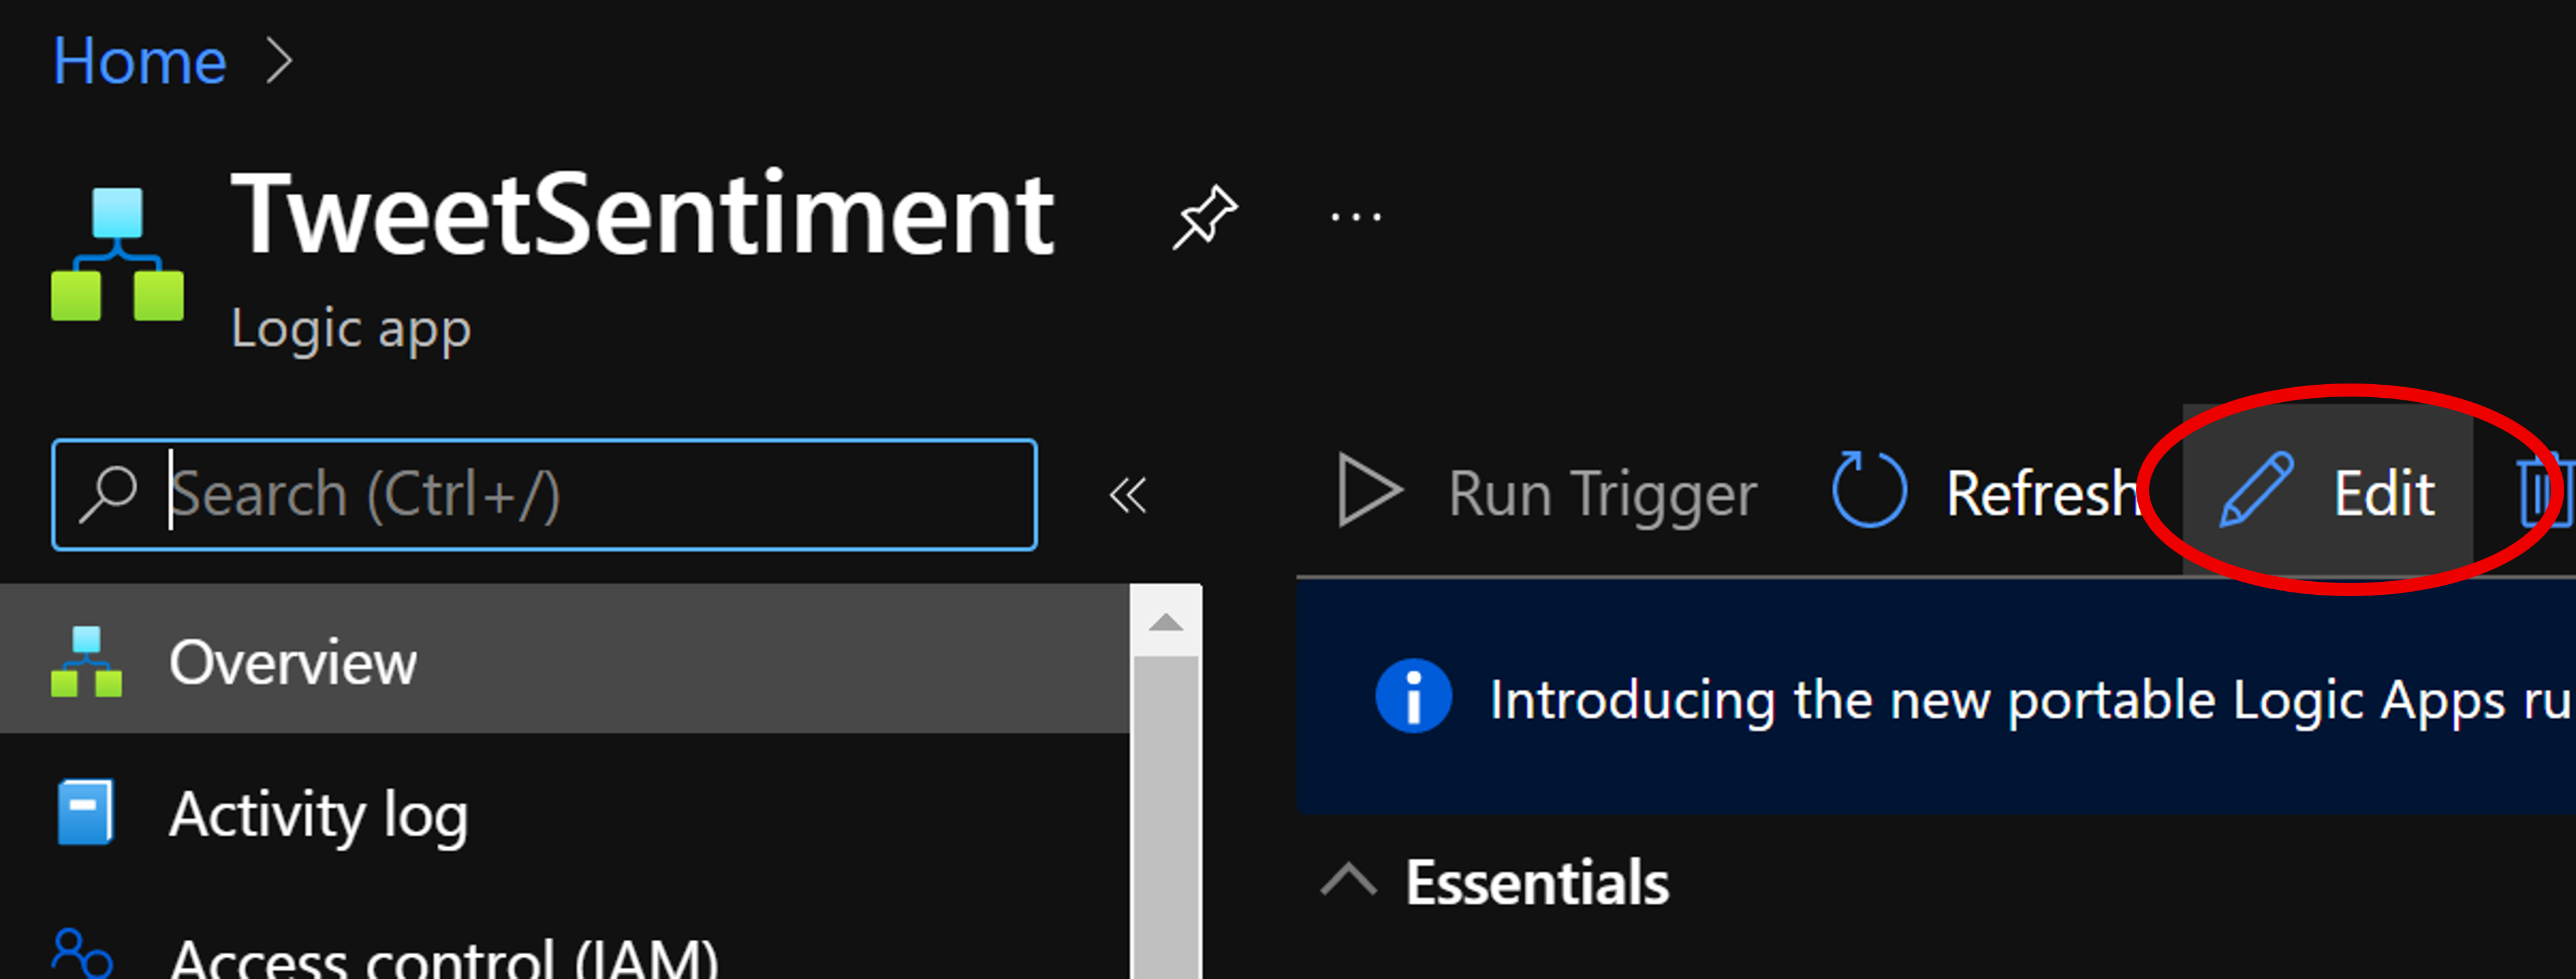 Home
TweetSentiment
Logic app
Search (Ctrl+/)
Run Trigger
Refresh
Edit
Overview
Introducing the new portable Logic Apps ru
Activity log
Essentials
Access control (IAM)